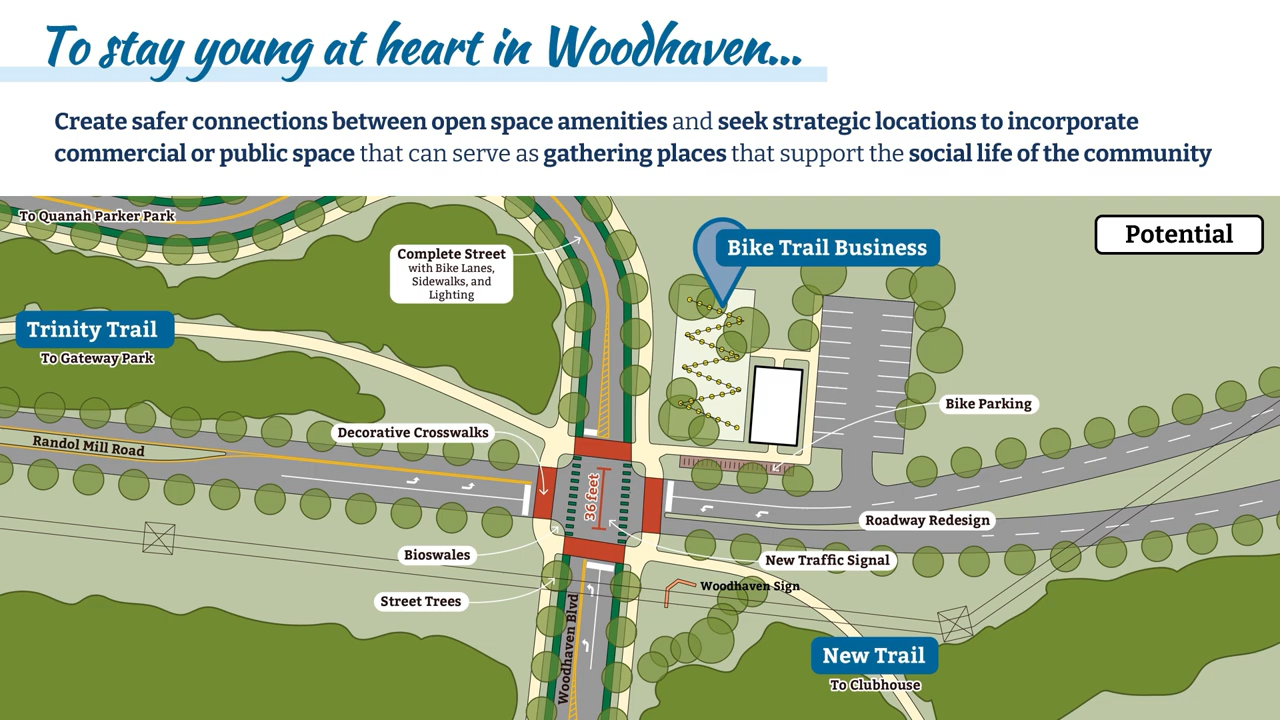 To stay young at heart in Woodhaven...
Create safer connections between open space amenities and seek strategic locations to incorporate
commercial or public space that can serve as gathering places that support the social life of the community
To Quanah Parker Park
Potential
Complete Street
with Bike Lanes,
Sidewalks, and
Lighting
Bike Trail Business
Trinity Trail
To Gateway Park
Bike Parking
Decorative Crosswalks
Randol Mill Road
36 feet
Roadway Redesign
Bioswales
New Traffic Signal
Woodhaven Sign
Street Trees
Woodhaven Blvd
New Trail
To Clubhouse